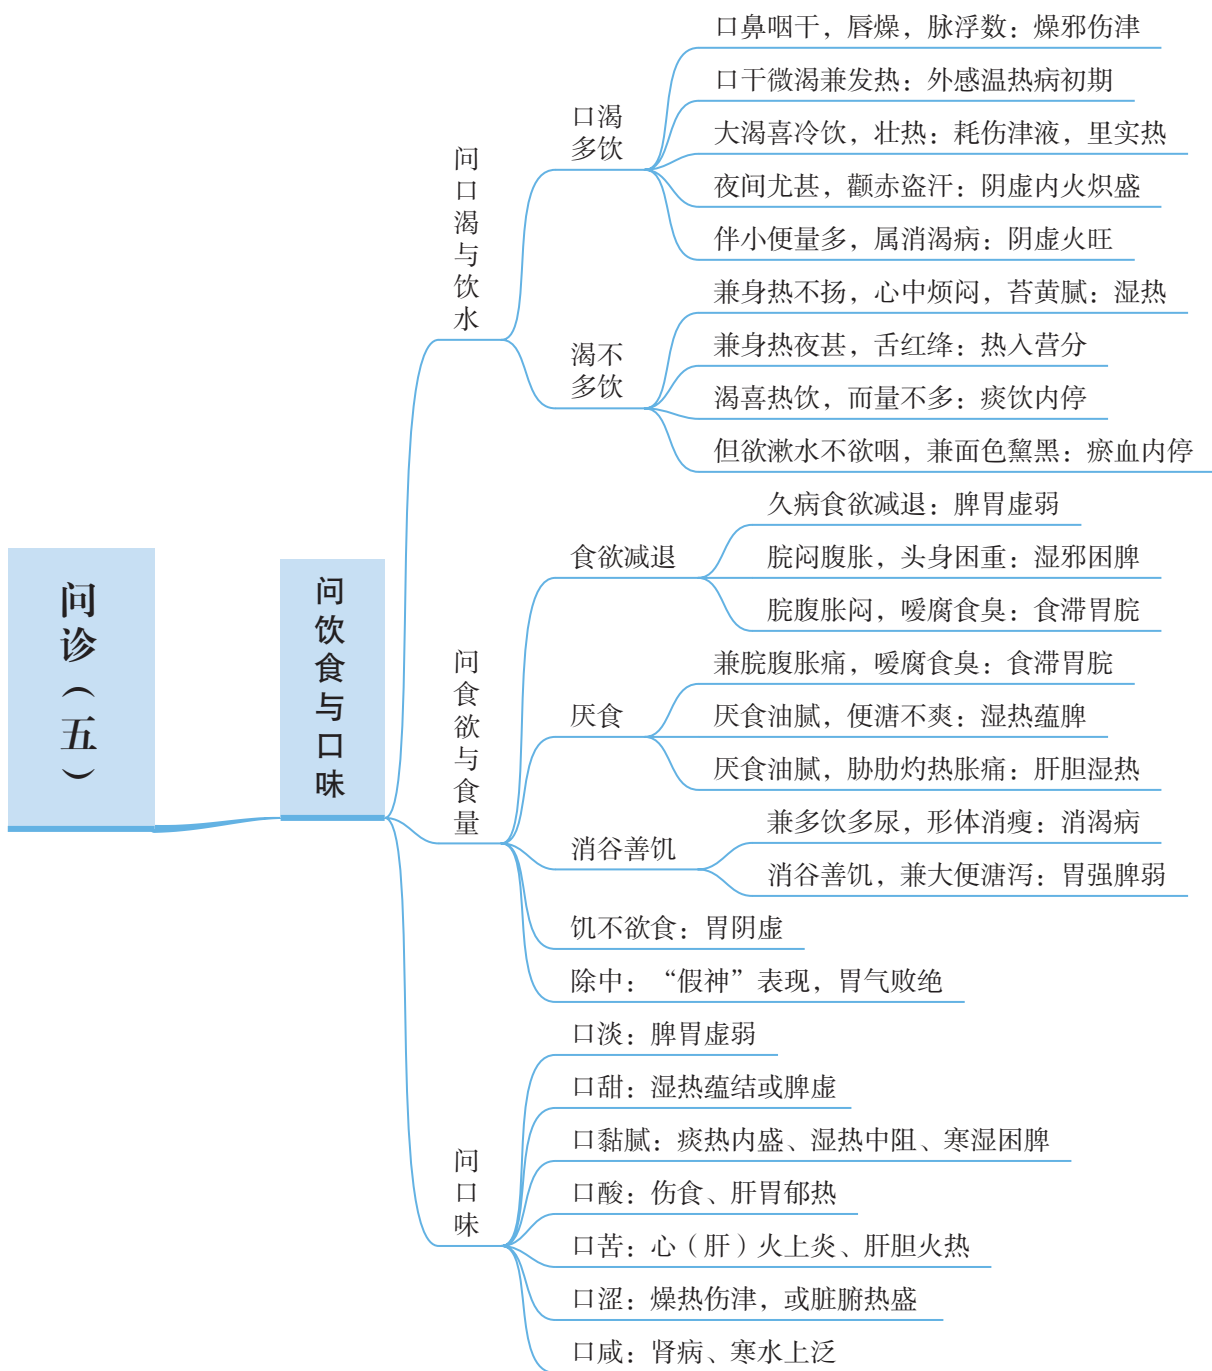 问诊（五）
问饮食与口味
问口渴与饮水
口渴
多饮
口鼻咽干，唇燥，脉浮数：燥邪伤津
口干微渴兼发热：外感温热病初期
大渴喜冷饮，壮热：耗伤津液，里实热
夜间尤甚，颧赤盗汗：阴虚内火炽盛
伴小便量多，属消渴病：阴虚火旺
渴不
多饮
兼身热不扬，心中烦闷，苔黄腻：湿热
兼身热夜甚，舌红绛：热入营分
渴喜热饮，而量不多：痰饮内停
但欲漱水不欲咽，兼面色黧黑：瘀血内停
问食欲与食量
食欲减退
久病食欲减退：脾胃虚弱
脘闷腹胀，头身困重：湿邪困脾
脘腹胀闷，嗳腐食臭：食滞胃脘
厌食
兼脘腹胀痛，嗳腐食臭：食滞胃脘
厌食油腻，便溏不爽：湿热蕴脾
厌食油腻，胁肋灼热胀痛：肝胆湿热
消谷善饥
兼多饮多尿，形体消瘦：消渴病
消谷善饥，兼大便溏泻：胃强脾弱
饥不欲食：胃阴虚
除中：“假神”表现，胃气败绝
问口味
口淡：脾胃虚弱
口甜：湿热蕴结或脾虚
口黏腻：痰热内盛、湿热中阻、寒湿困脾
口酸：伤食、肝胃郁热
口苦：心（肝）火上炎、肝胆火热
口涩：燥热伤津，或脏腑热盛
口咸：肾病、寒水上泛